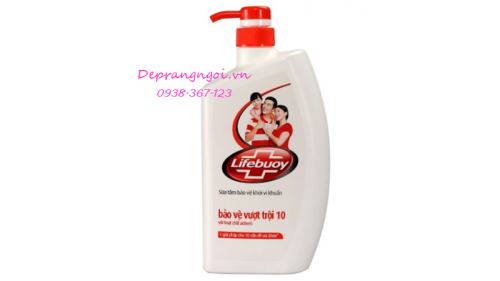 Deprangngoi.vn
0938-367-123
Lifebuoy
Sữa tắm bảo vệ khỏi vi khuẩn
bảo vệ vượt trội 10